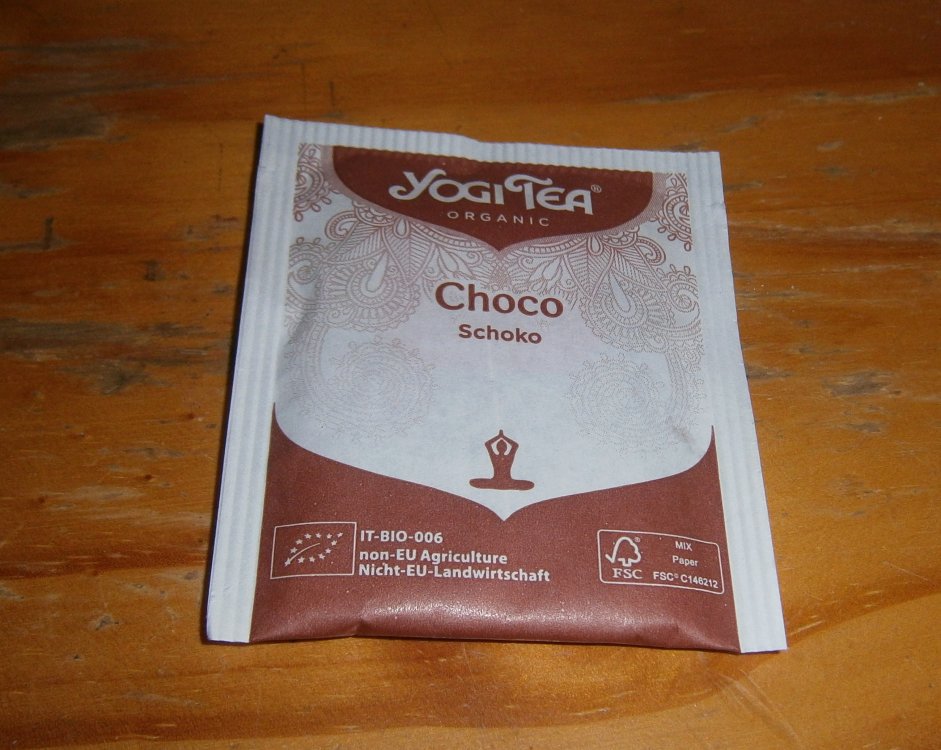 YOGI TEA®
ORGANIC
Choco
Schoko
IT-BIO-006
non-EU Agriculture
Nicht-EU-Landwirtschaft
®
FSC
MIX
Paper
FSC® C146212